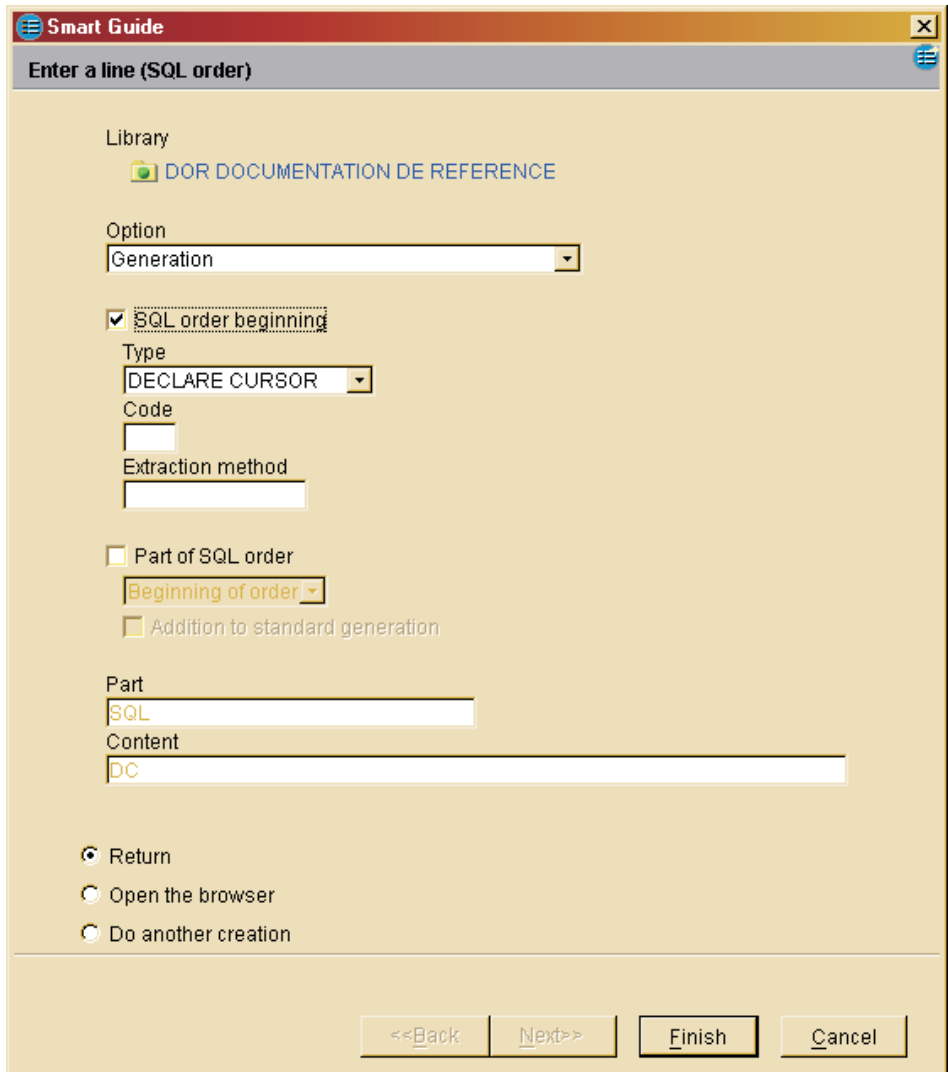 Smart Guide
Enter a line (SQL order)
Library
DOR DOCUMENTATION DE REFERENCE
Option
Generation
SQL order beginning
Type
DECLARE CURSOR
Code
Extraction method
Part of SQL order
Beginning of order
Addition to standard generation
Part
SQL
Content
DC
Return
Open the browser
Do another creation
<<Back Next>> Finish Cancel